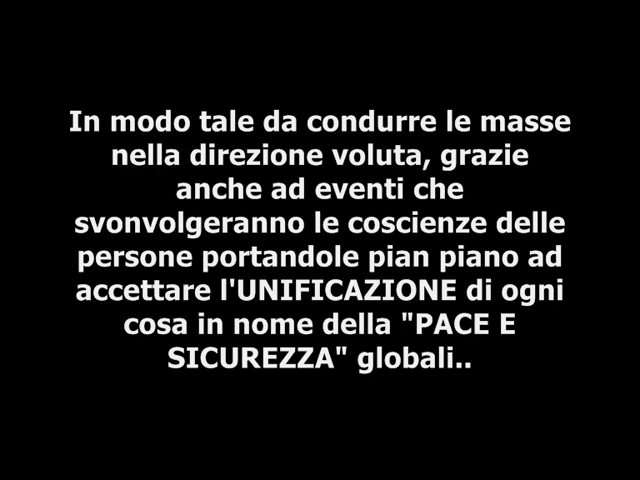 In modo tale da condurre le masse
nella direzione voluta, grazie
anche ad eventi che
svonvolgeranno le coscienze delle
persone portandole pian piano ad
accettare l'UNIFICAZIONE di ogni
cosa in nome della "PACE E
SICUREZZA" globali..